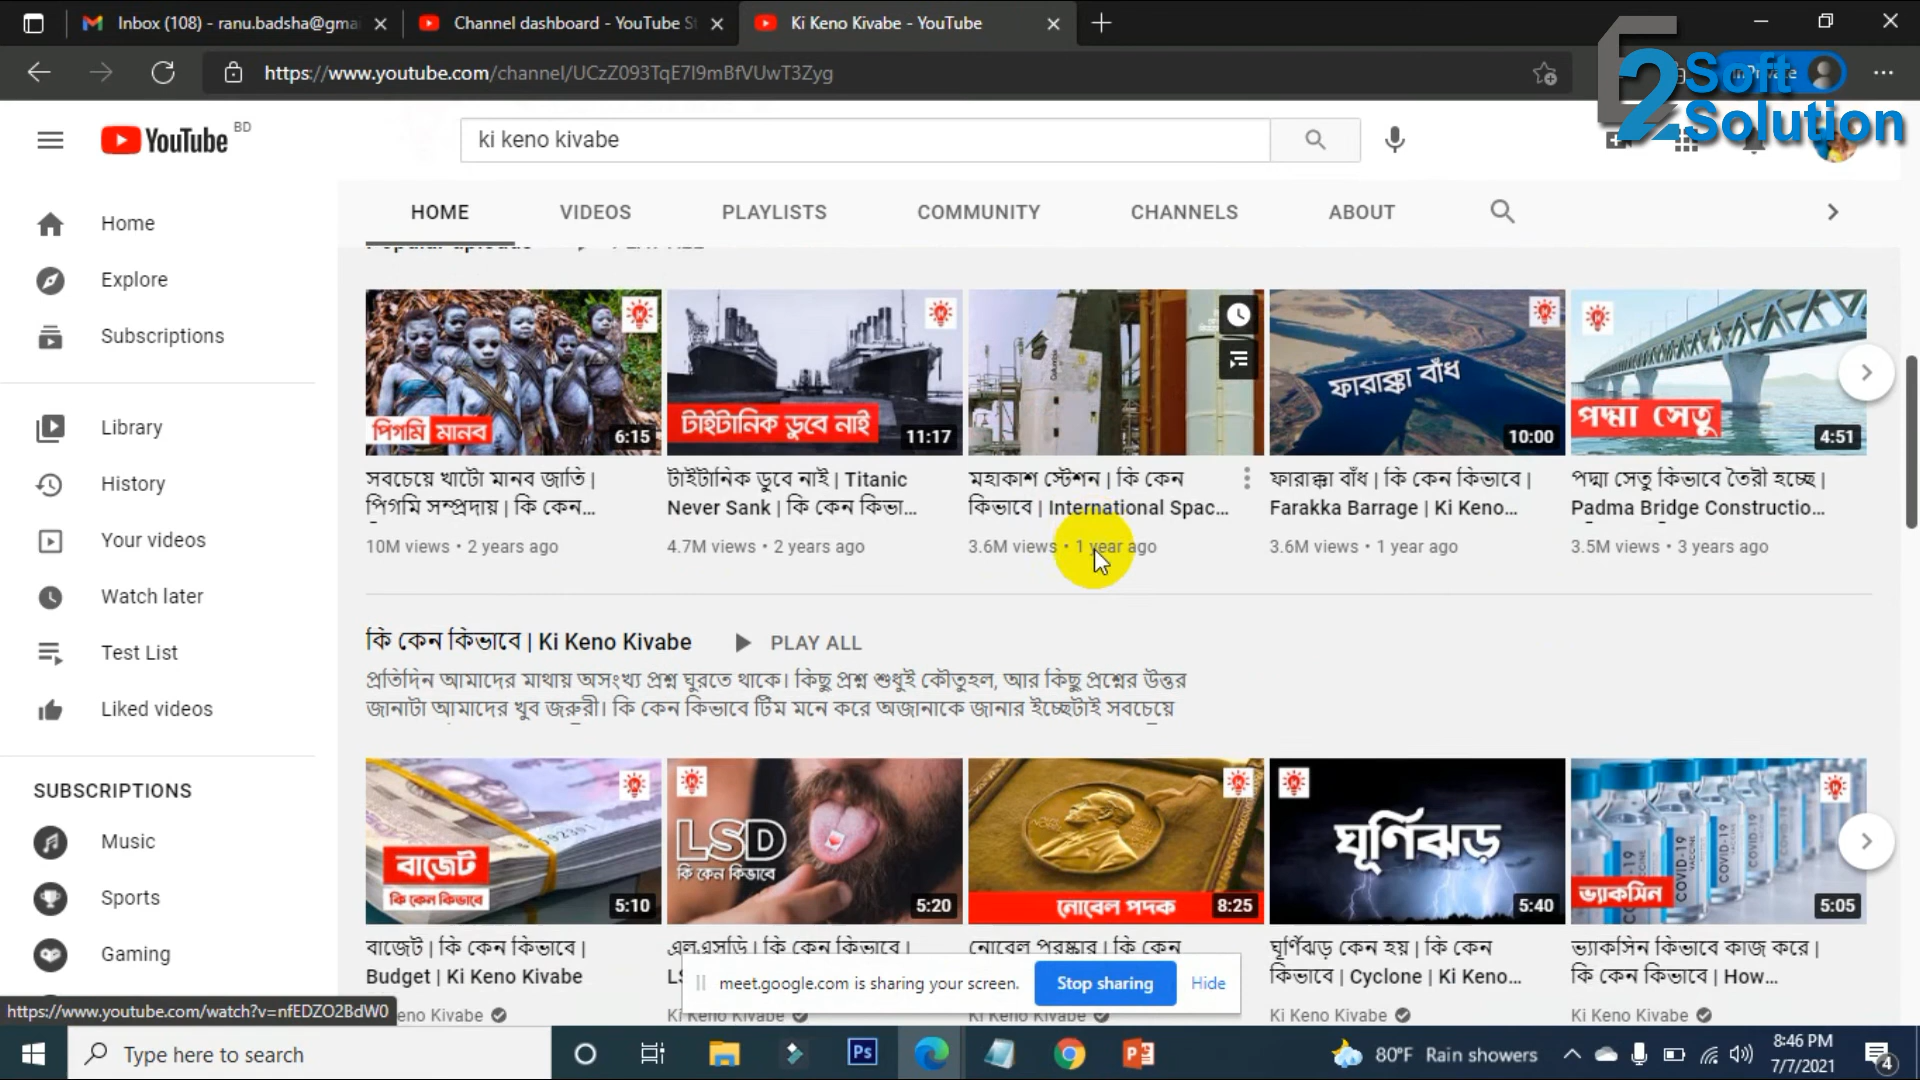 Inbox (108) - ranu.badsha@gma
Channel dashboard - YouTube S
Ki Keno Kivabe - YouTube
https://www.youtube.com/channel/UCzZ093TqE7I9mBfVUwT3Zyg
Soft
Solution
YouTube BD
ki keno kivabe
HOME VIDEOS PLAYLISTS COMMUNITY CHANNELS ABOUT
Home
Explore
Subscriptions
Library
History
Your videos
Watch later
Test List
Liked videos
SUBSCRIPTIONS
Music
Sports
Gaming
পিগমি মানব 6:15
টাইটানিক ডুবে নাই 11:17
ফারাক্কা বাঁধ 10:00
পদ্মা সেতু 4:51
সবচেয়ে খাটো মানব জাতি |
পিগমি সম্প্রদায় | কি কেন...
10M views • 2 years ago
টাইটানিক ডুবে নাই | Titanic
Never Sank | কি কেন কিভা...
4.7M views • 2 years ago
মহাকাশ স্টেশন | কি কেন
কিভাবে | International Spac...
3.6M views • 1 year ago
ফারাক্কা বাঁধ | কি কেন কিভাবে |
Farakka Barrage | Ki Keno...
3.6M views • 1 year ago
পদ্মা সেতু কিভাবে তৈরী হচ্ছে |
Padma Bridge Constructio...
3.5M views • 3 years ago
কি কেন কিভাবে | Ki Keno Kivabe PLAY ALL
প্রতিদিন আমাদের মাথায় অসংখ্য প্রশ্ন ঘুরতে থাকে। কিছু প্রশ্ন শুধুই কৌতুহল, আর কিছু প্রশ্নের উত্তর
জানাটা আমাদের খুব জরুরী। কি কেন কিভাবে টিম মনে করে অজানাকে জানার ইচ্ছেটাই সবচেয়ে
বাজেট
কি কেন কিভাবে 5:10
LSD
কি কেন কিভাবে 5:20
নোবেল পদক 8:25
ঘূর্ণিঝড় 5:40
COVID-19
ভ্যাকসিন 5:05
বাজেট | কি কেন কিভাবে |
Budget | Ki Keno Kivabe
eno Kivabe
এলএসডি | কি কেন কিভাবে |
LS
Ki Keno Kivabe
নোবেল পুরষ্কার | কি কেন
Ki Keno Kivabe
ঘূর্ণিঝড় কেন হয় | কি কেন
কিভাবে | Cyclone | Ki Keno...
Ki Keno Kivabe
ভ্যাকসিন কিভাবে কাজ করে |
কি কেন কিভাবে | How...
Ki Keno Kivabe
meet.google.com is sharing your screen. Stop sharing Hide
https://www.youtube.com/watch?v=nfEDZO2BdW0
Type here to search
Ps
80°F Rain showers
8:46 PM
7/7/2021
4